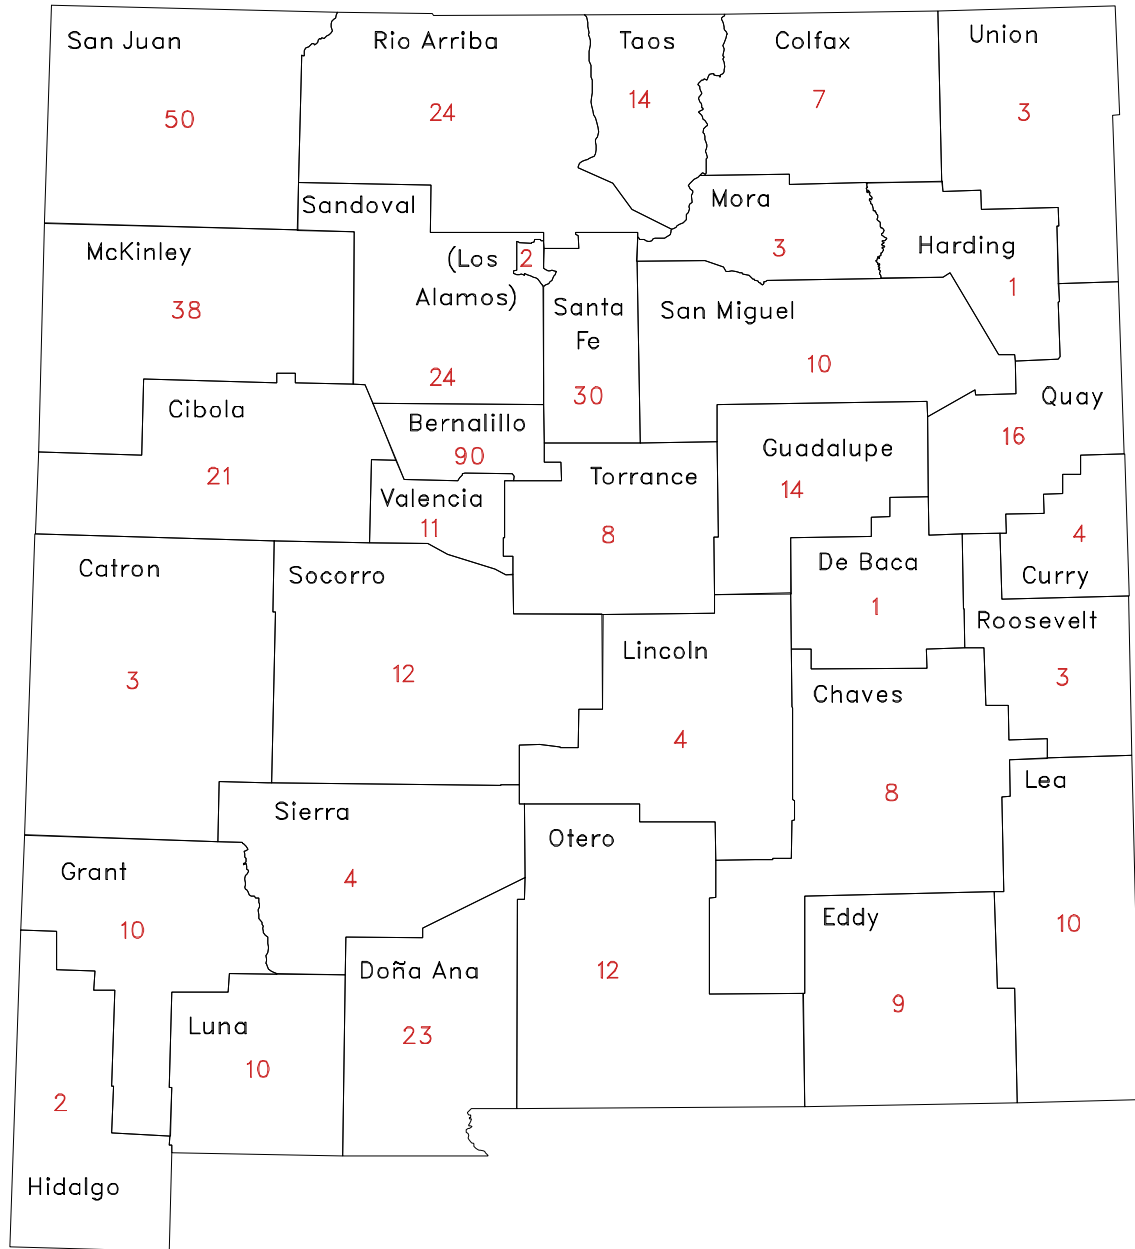 San Juan
50
Rio Arriba
24
Taos
14
Colfax
7
Union
3
Sandoval
24
McKinley
38
(Los
Alamos)
2
Santa
Fe
30
Mora
3
Harding
1
San Miguel
10
Quay
16
Cibola
21
Bernalillo
90
Valencia
11
Torrance
8
Guadalupe
14
De Baca
1
4
Curry
Roosevelt
3
Catron
3
Socorro
12
Lincoln
4
Chaves
8
Lea
10
Sierra
4
Otero
12
Eddy
9
Grant
10
Luna
10
Doña Ana
23
2
Hidalgo